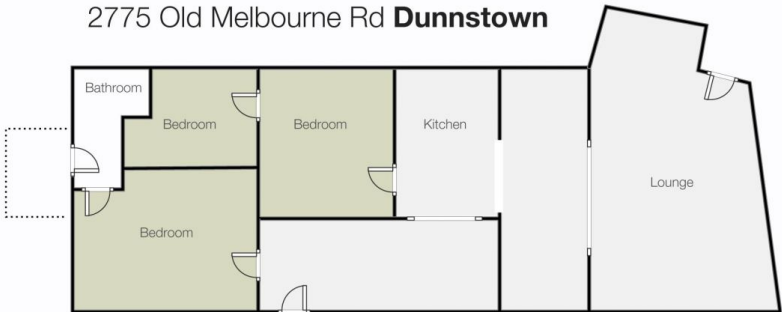 2775 Old Melbourne Rd Dunnstown
Bathroom
Bedroom
Bedroom
Kitchen
Lounge
Bedroom